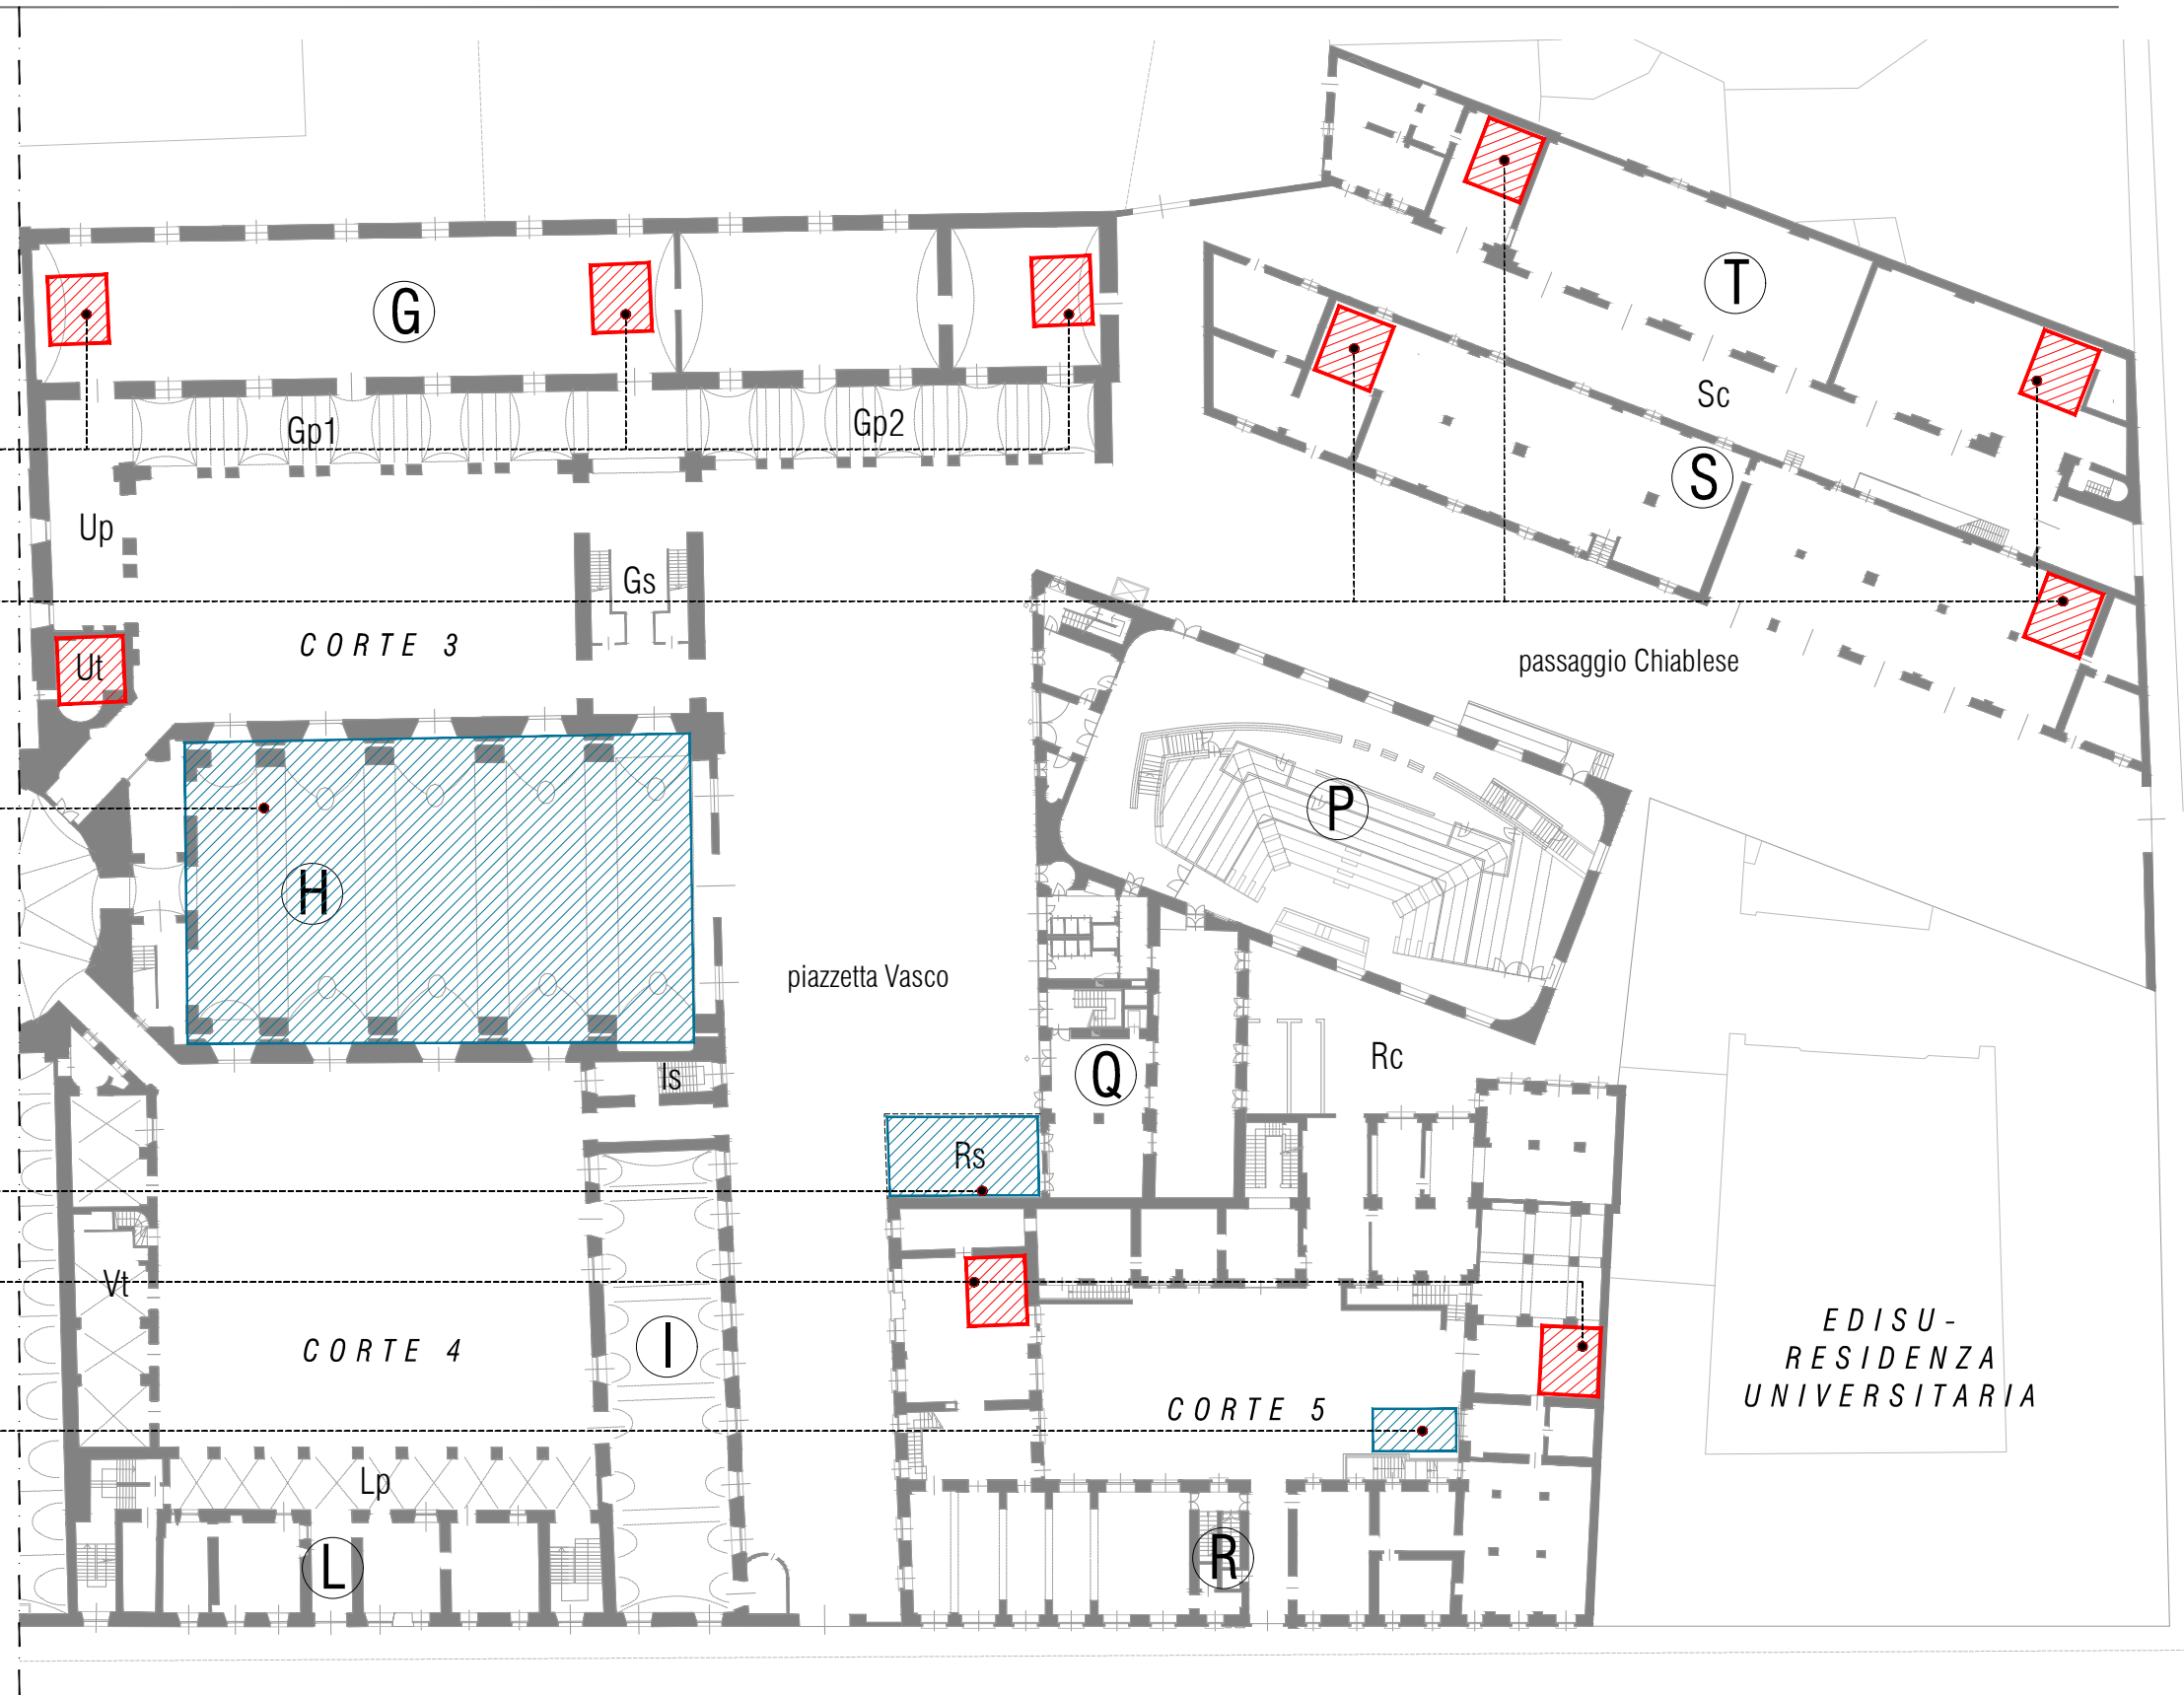 T
G
Sc
Gp1
Gp2
S
Up
Gs
CORTE 3
Ut
passaggio Chiablese
P
H
piazzetta Vasco
Rc
Is
Q
Rs
Vt
EDISU-
RESIDENZA
UNIVERSITARIA
CORTE 4
I
CORTE 5
Lp
L
R